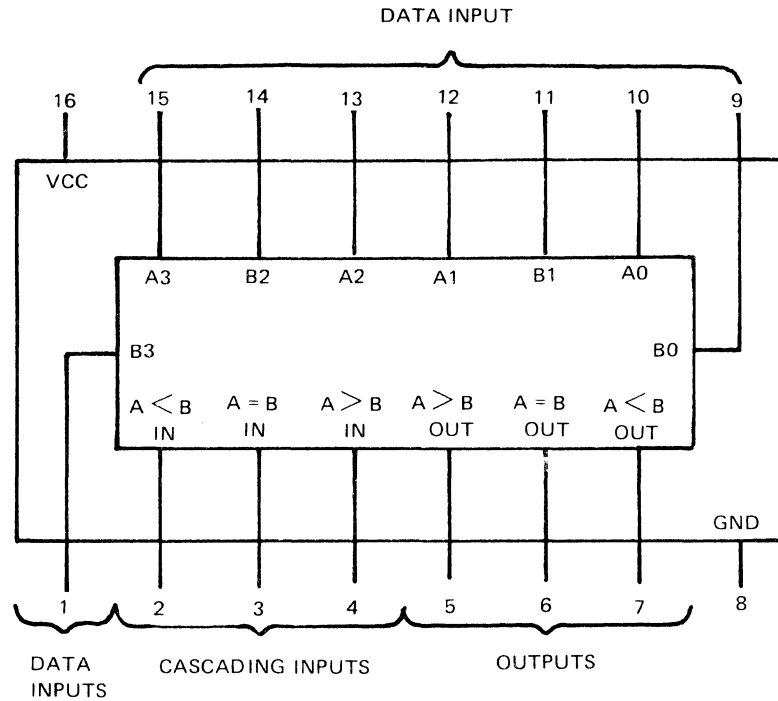 DATA INPUT
16 15 14 13 12 11 10 9
VCC
A3 B2 A2 A1 B1 A0
B3 B0
A < B A = B A > B A > B A = B A < B
IN IN IN OUT OUT OUT
GND
1 2 3 4 5 6 7 8
DATA INPUTS CASCADING INPUTS OUTPUTS